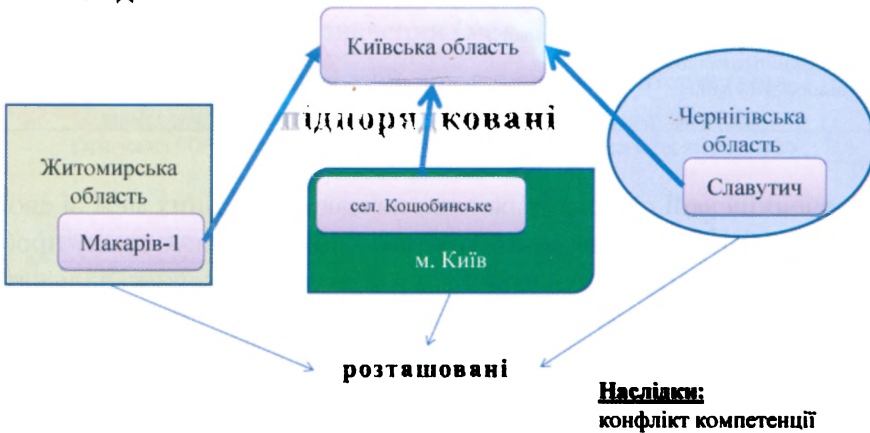 Київська область
підпорядковані
Житомирська
область
Макарів-1
сел. Коцюбинське
м. Київ
Чернігівська
область
Славутич
розташовані
Наслідки:
конфлікт компетенції